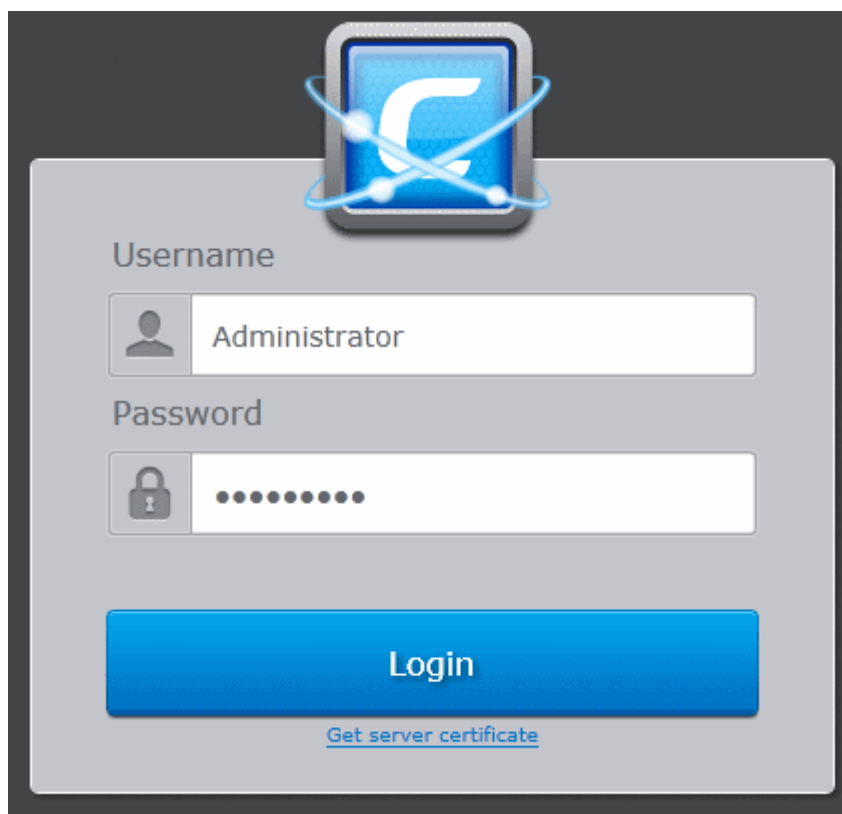 Username
Administrator
Password
•••••••••
Login
Get server certificate